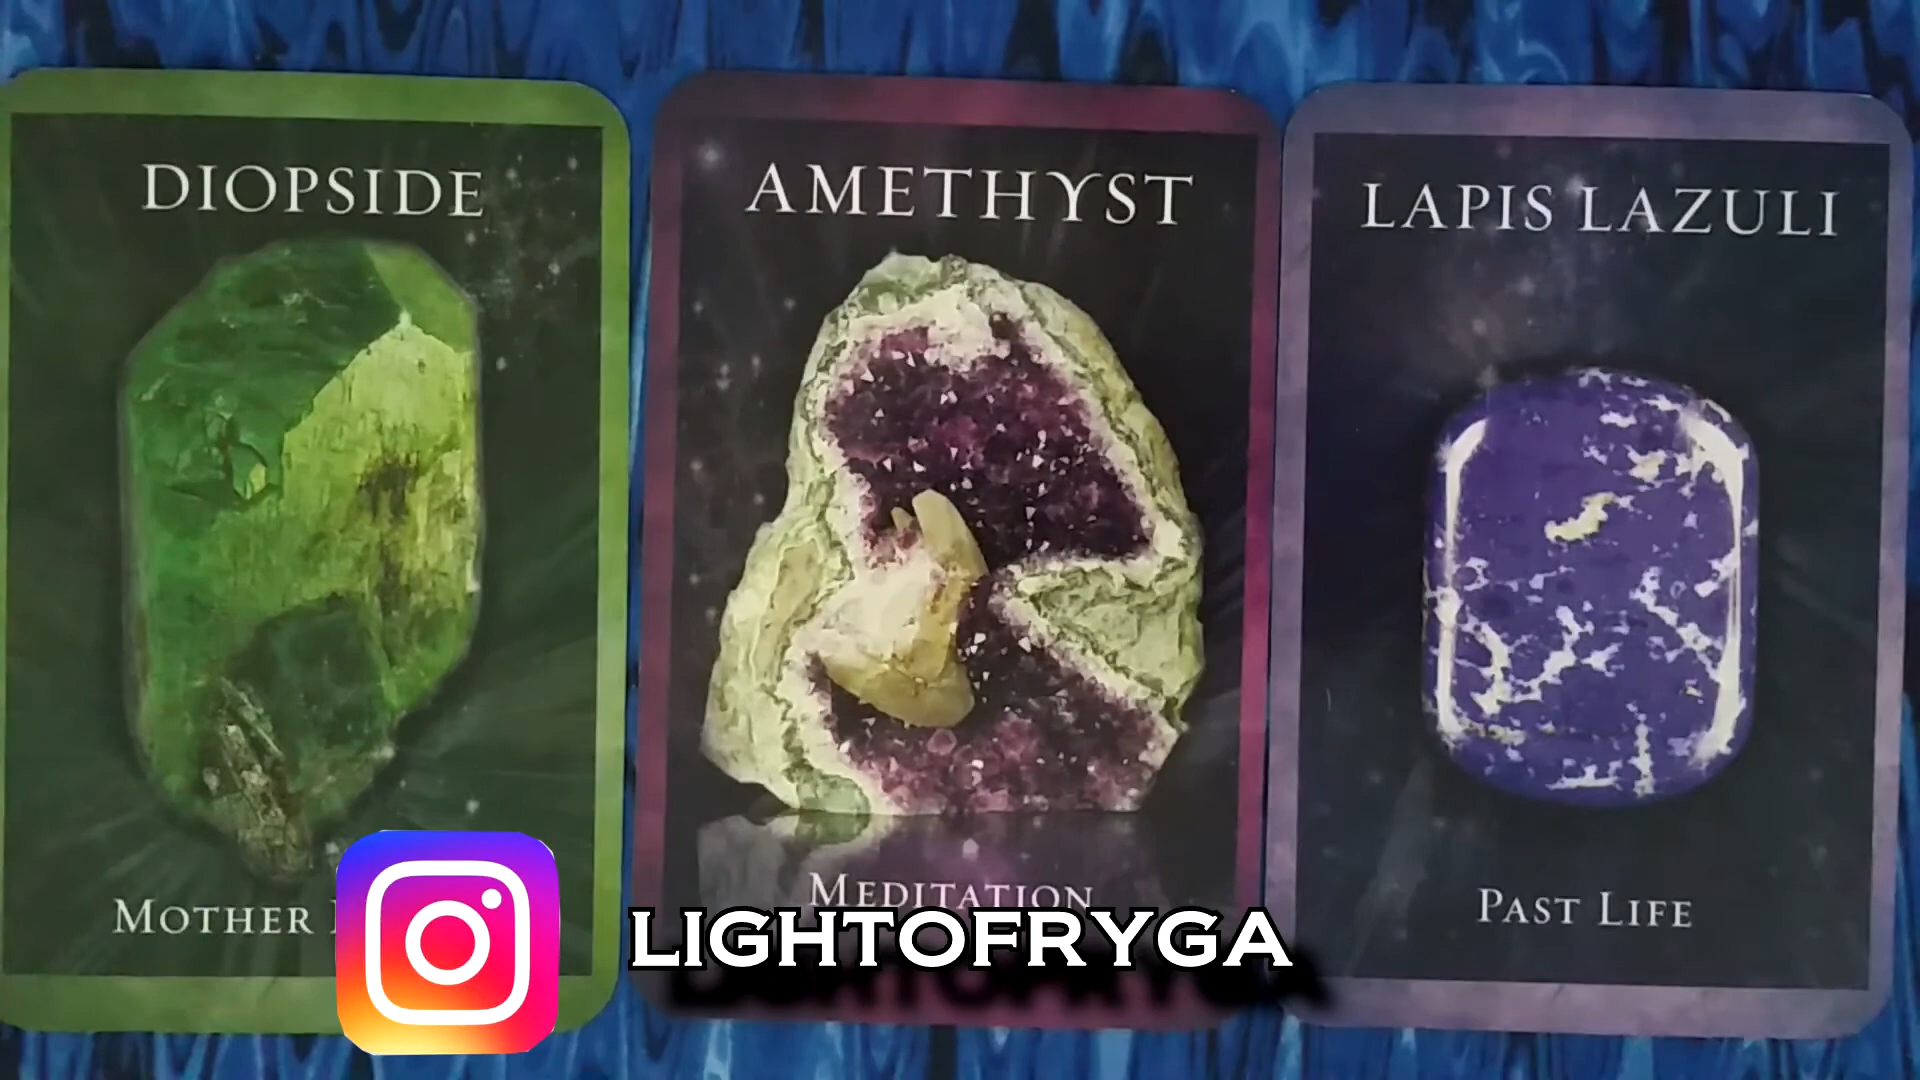 DIOPSIDE
AMETHYST
LAPIS LAZULI
MOTHER
MEDITATION
PAST LIFE
LIGHTOFRYGA